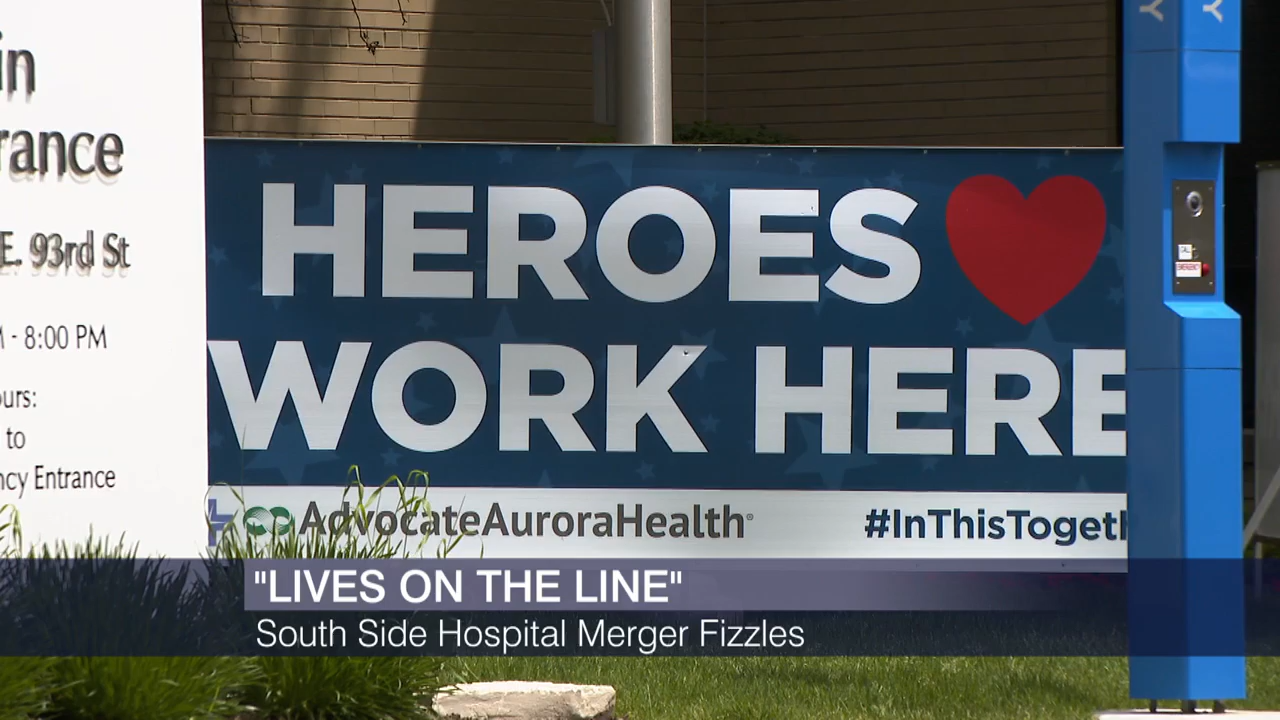 in
rance
E. 93rd St
M - 8:00 PM
ours:
to
ncy Entrance
HEROES
WORK HERE
AdvocateAuroraHealth®
#InThisTogeth
"LIVES ON THE LINE"
South Side Hospital Merger Fizzles
Y Y